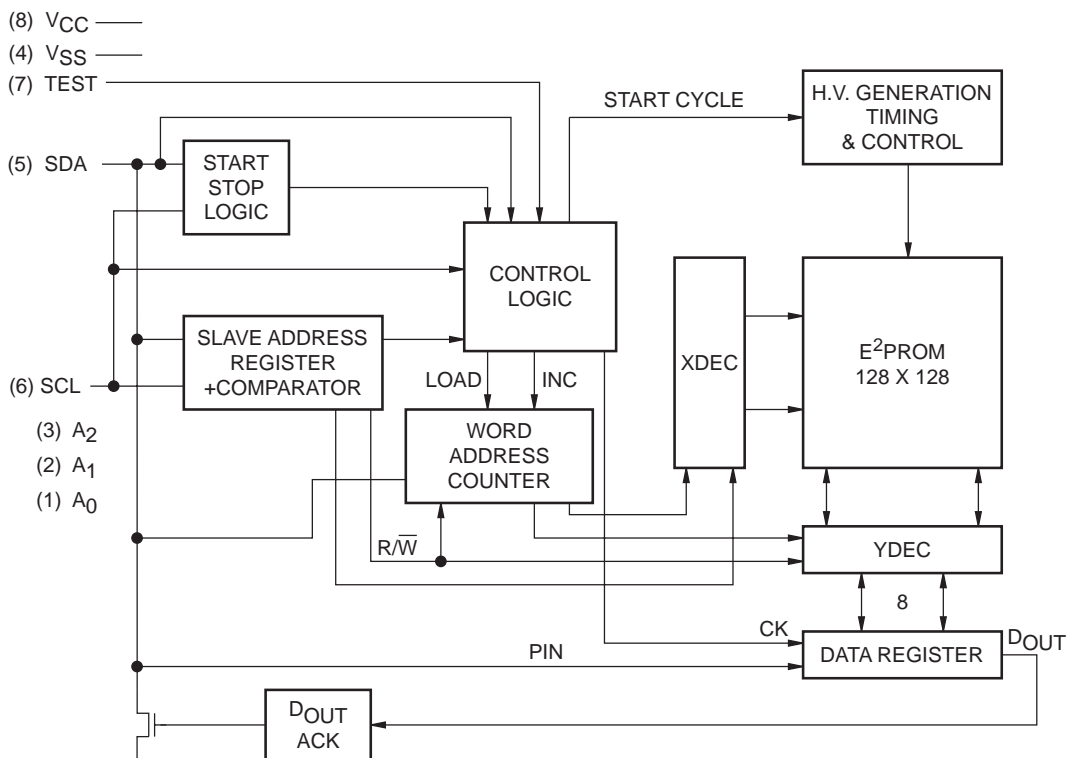 (8) VCC
(4) VSS
(7) TEST
START CYCLE
H.V. GENERATION
TIMING
& CONTROL
(5) SDA
START
STOP
LOGIC
CONTROL
LOGIC
SLAVE ADDRESS
REGISTER
+COMPARATOR
XDEC
E²PROM
128 X 128
(6) SCL
LOAD
INC
(3) A2
(2) A1
(1) A0
WORD
ADDRESS
COUNTER
R/W̅
YDEC
8
CK
DATA REGISTER
DOUT
PIN
DOUT
ACK